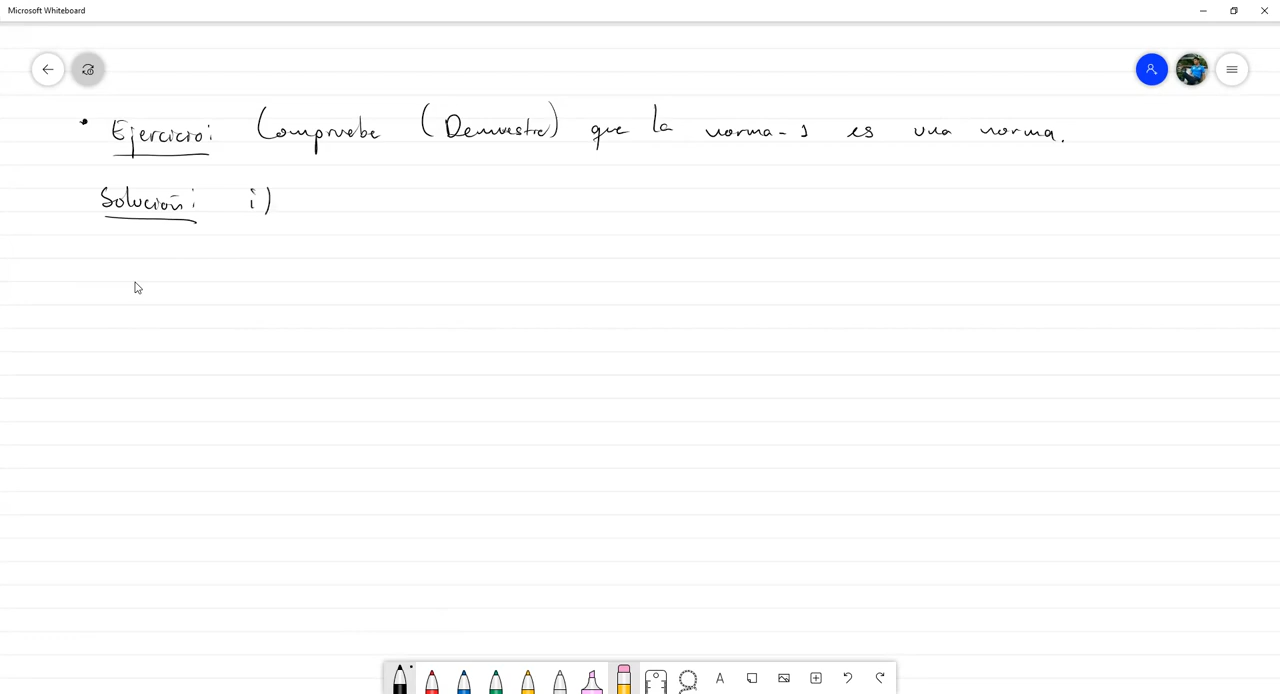 Microsoft Whiteboard
• Ejercicio: Compruebe (Demuestre) que la norma-1 es una norma.
Solución: i)